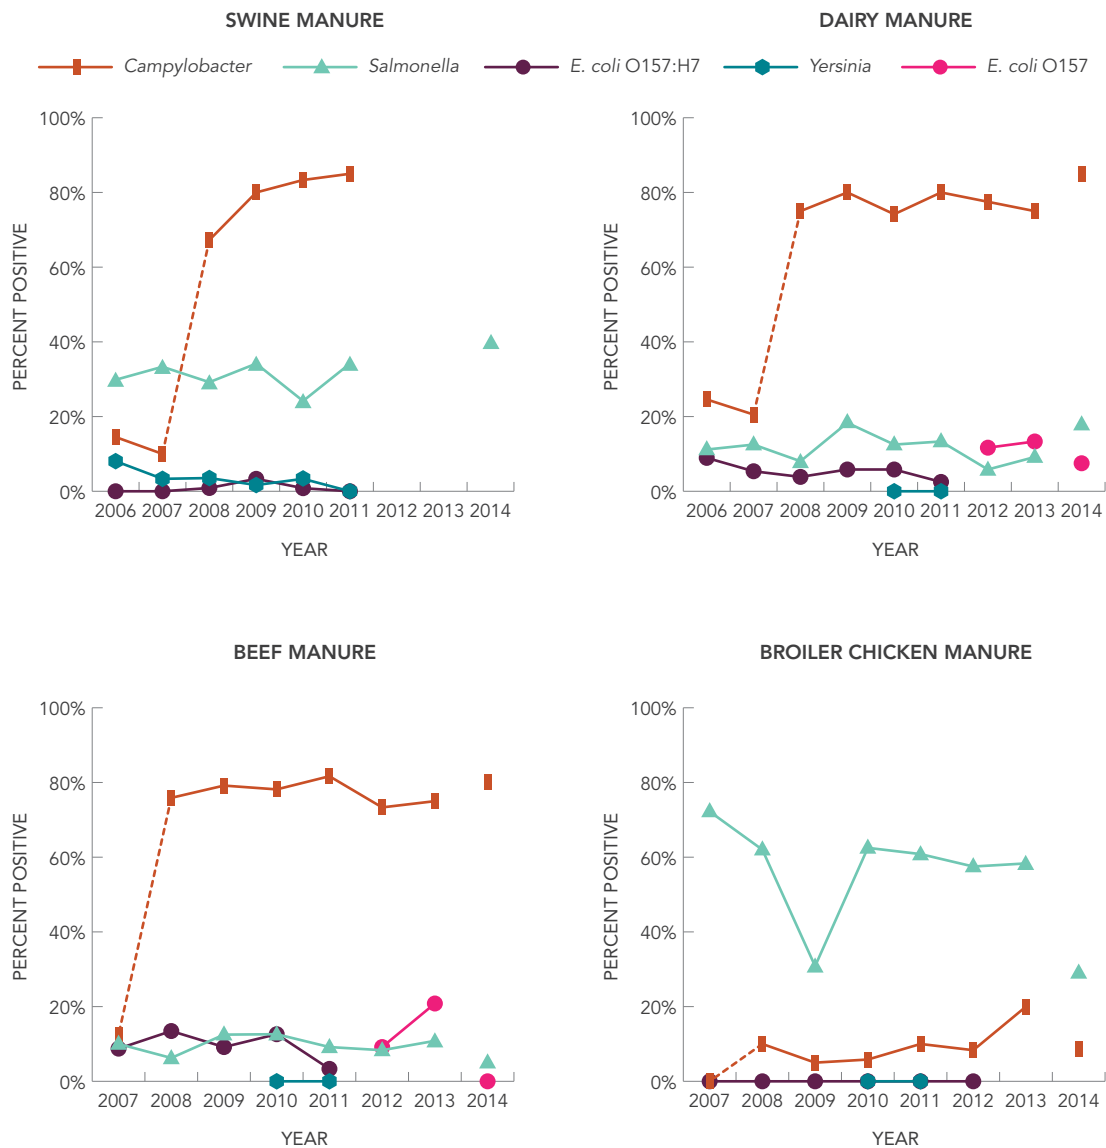 SWINE MANURE
DAIRY MANURE
Campylobacter Salmonella E. coli O157:H7 Yersinia E. coli O157
100%
80%
60%
40%
20%
0%
PERCENT POSITIVE
2006 2007 2008 2009 2010 2011 2012 2013 2014
YEAR
100%
80%
60%
40%
20%
0%
PERCENT POSITIVE
2006 2007 2008 2009 2010 2011 2012 2013 2014
YEAR
BEEF MANURE
100%
80%
60%
40%
20%
0%
PERCENT POSITIVE
2007 2008 2009 2010 2011 2012 2013 2014
YEAR
BROILER CHICKEN MANURE
100%
80%
60%
40%
20%
0%
PERCENT POSITIVE
2007 2008 2009 2010 2011 2012 2013 2014
YEAR